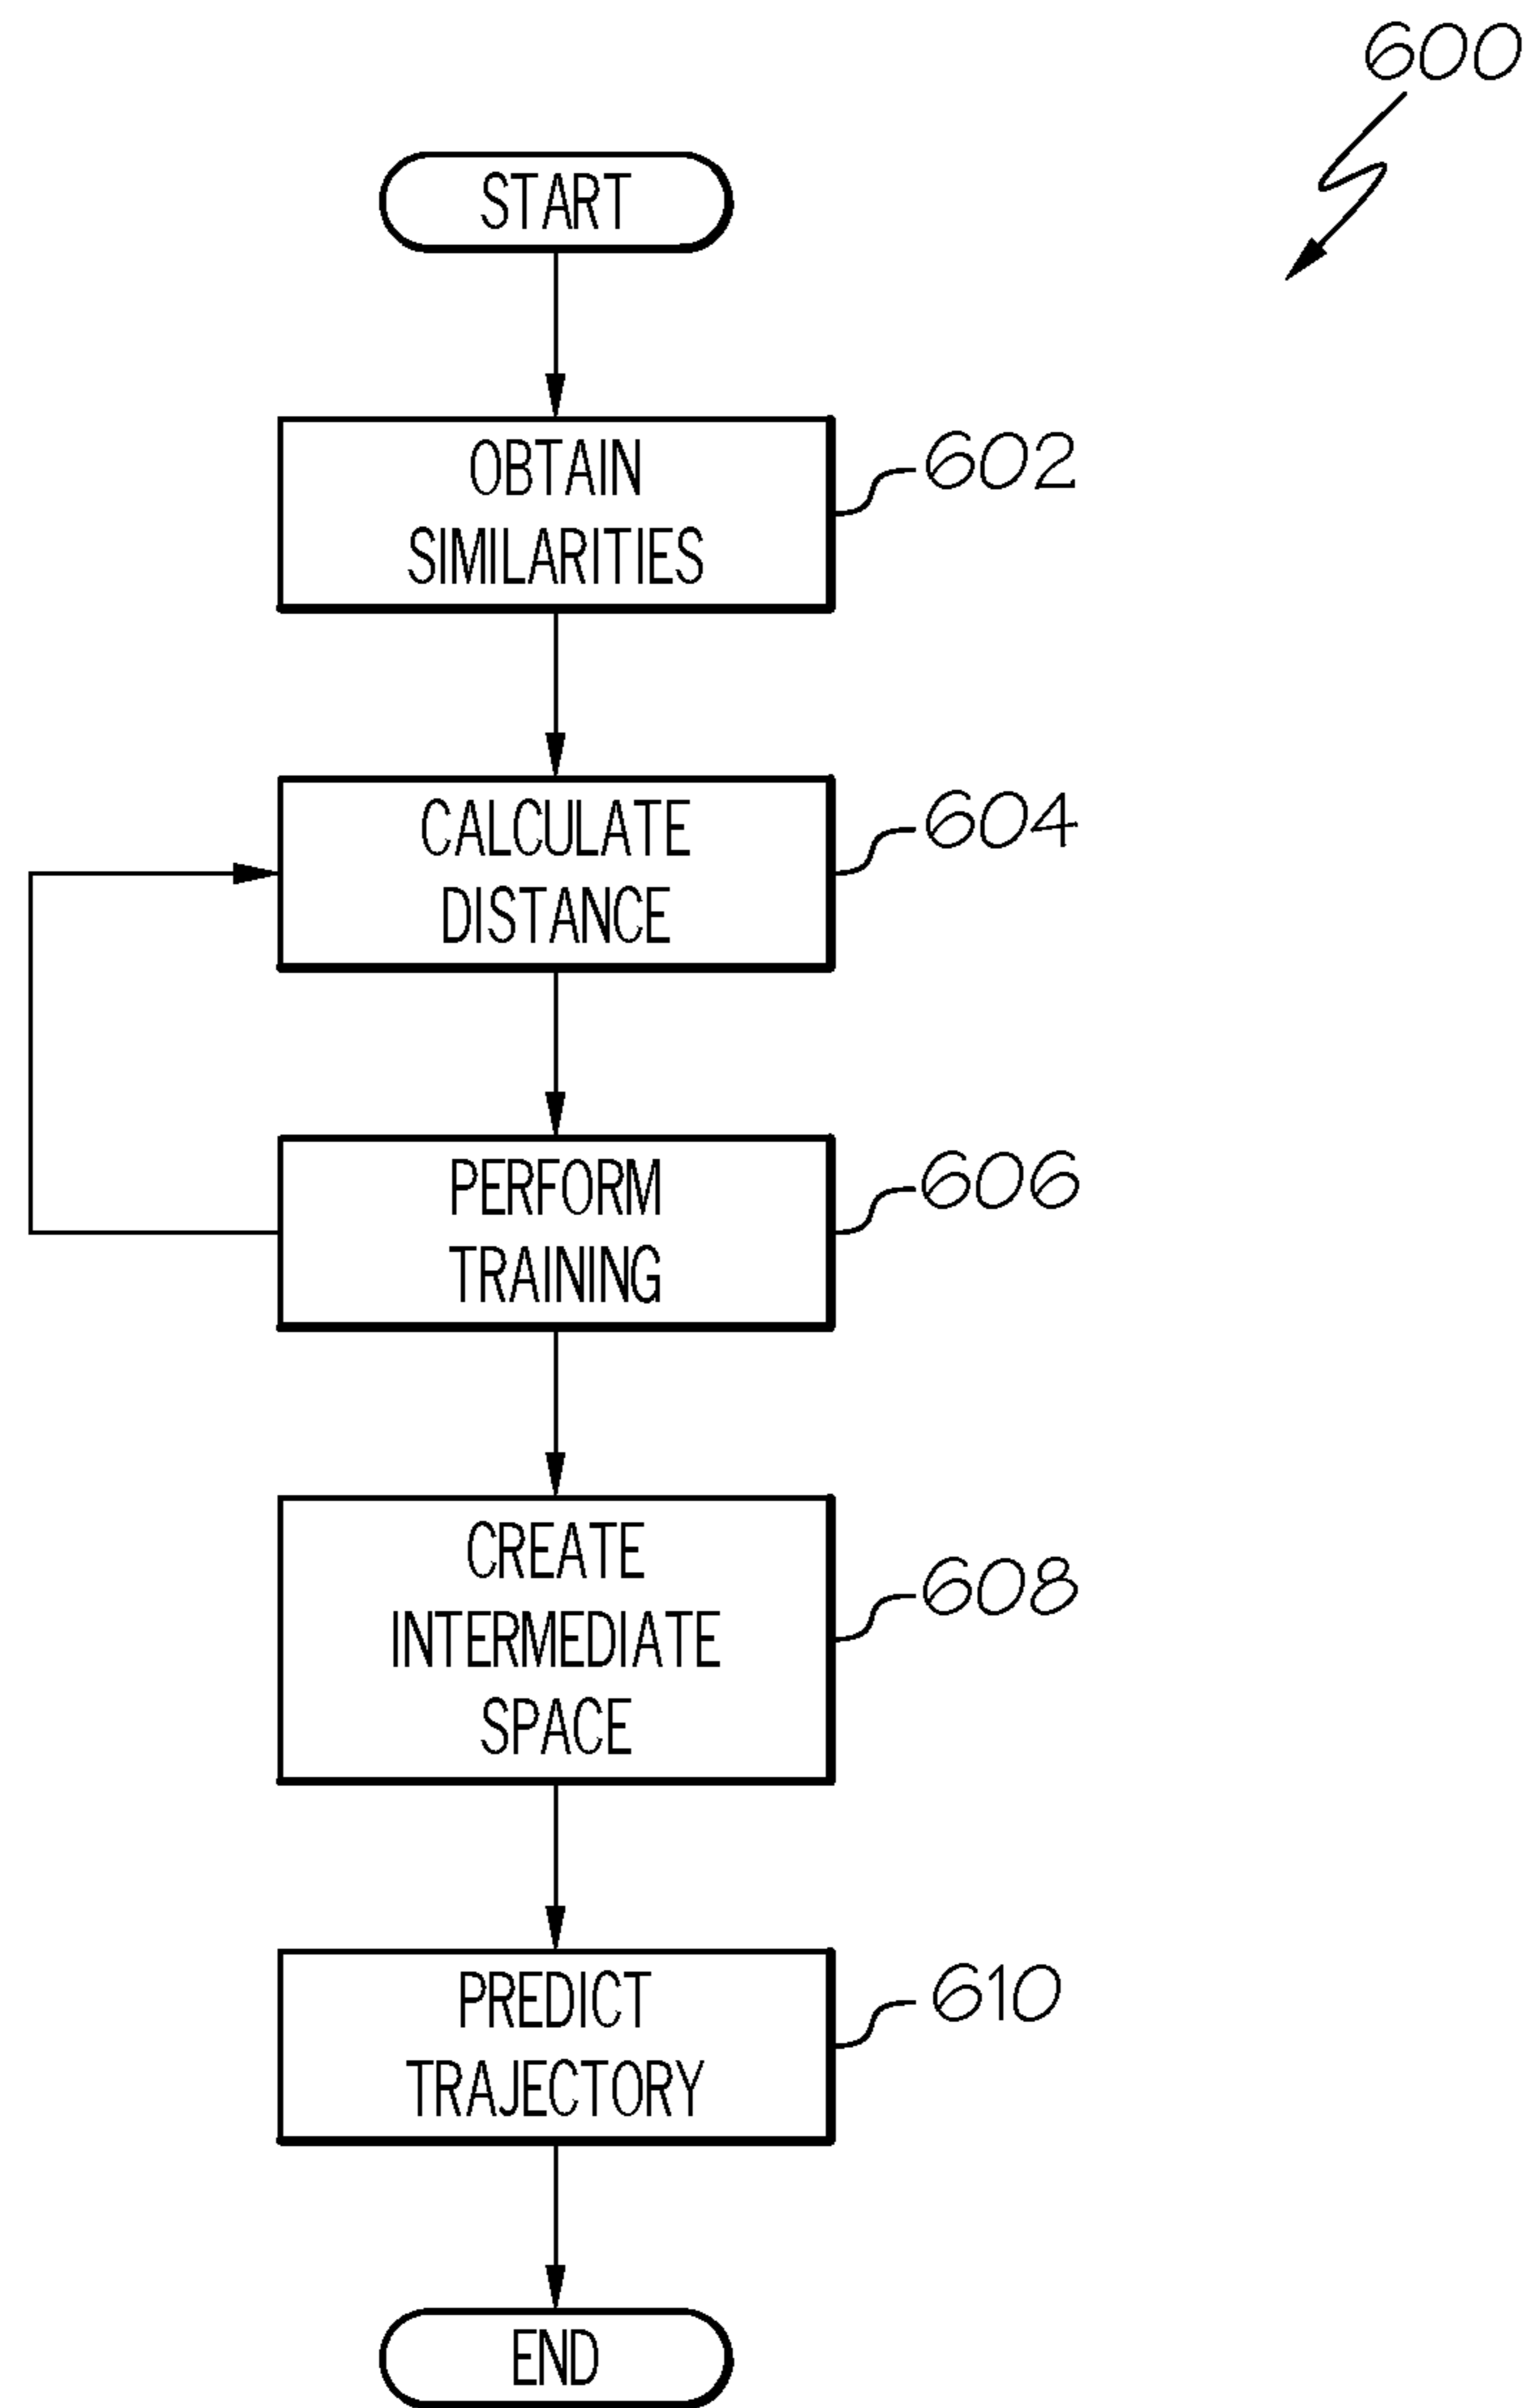 600
START
OBTAIN
SIMILARITIES
602
CALCULATE
DISTANCE
604
PERFORM
TRAINING
606
CREATE
INTERMEDIATE
SPACE
608
PREDICT
TRAJECTORY
610
END